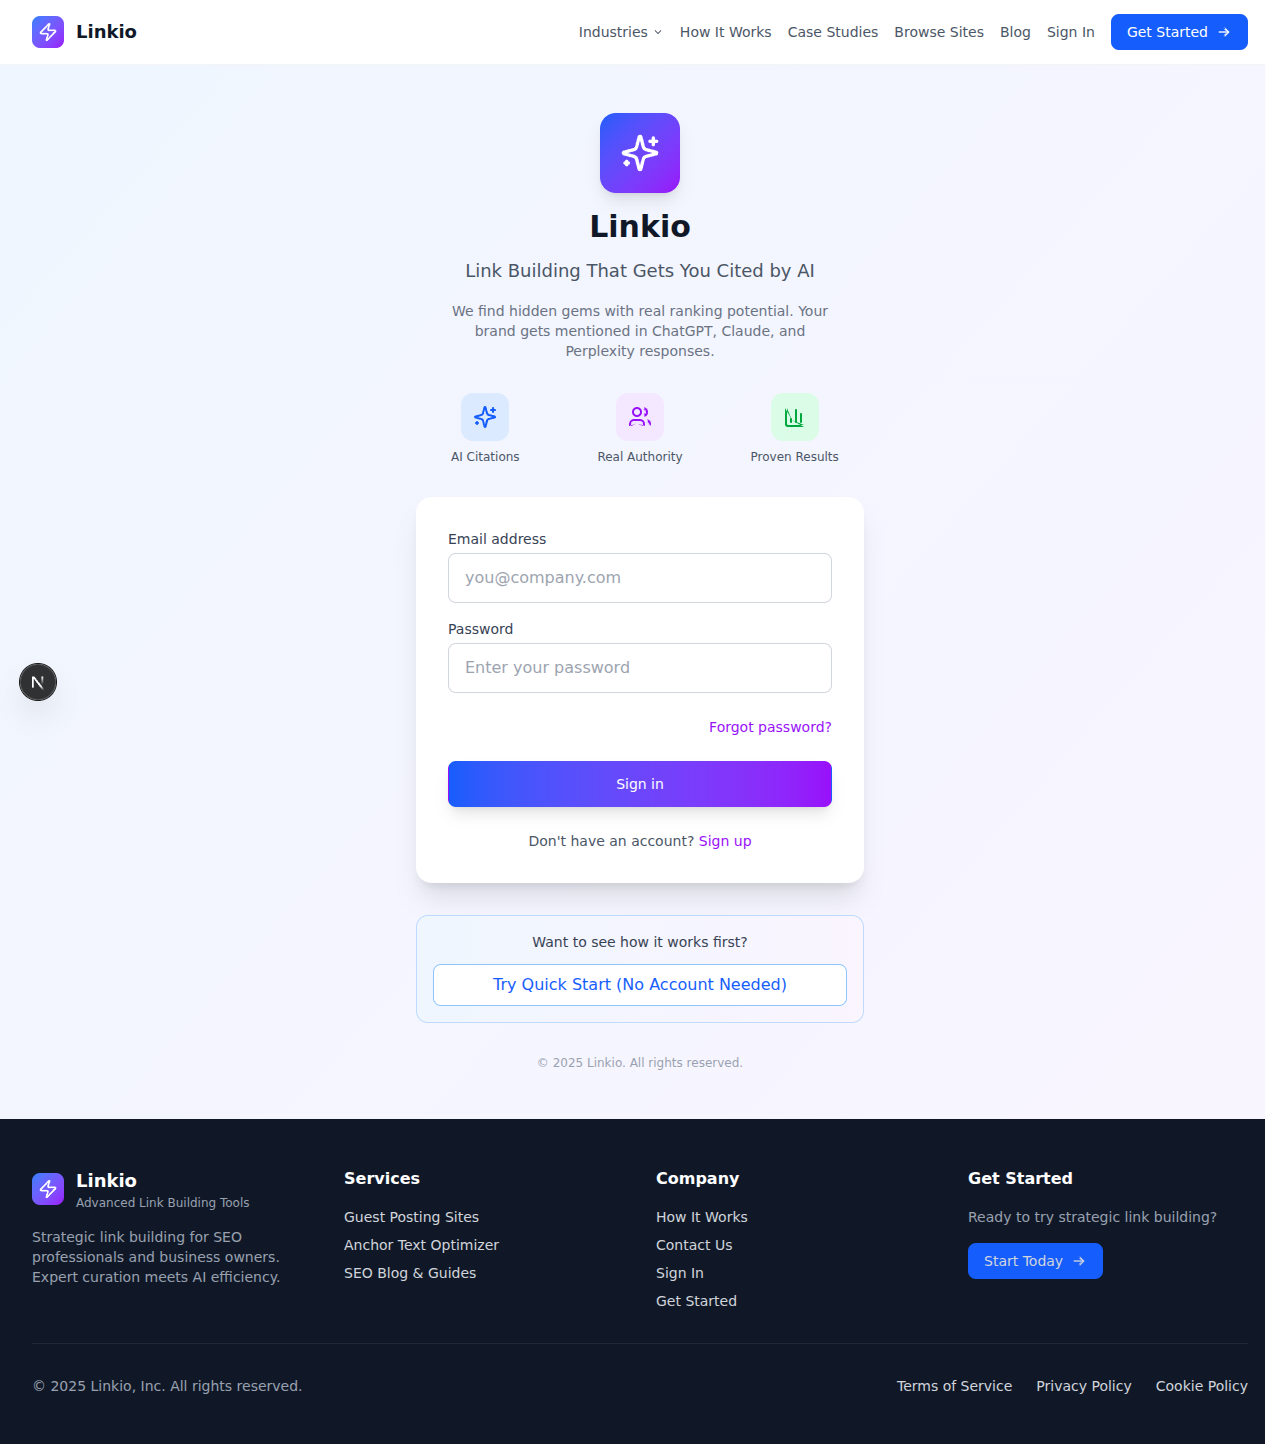 Linkio
Industries
How It Works
Case Studies
Browse Sites
Blog
Sign In
Get Started
Linkio
Link Building That Gets You Cited by AI
We find hidden gems with real ranking potential. Your
brand gets mentioned in ChatGPT, Claude, and
Perplexity responses.
AI Citations
Real Authority
Proven Results
Email address
you@company.com
Password
Enter your password
Forgot password?
Sign in
Don't have an account? Sign up
N
Want to see how it works first?
Try Quick Start (No Account Needed)
© 2025 Linkio. All rights reserved.
Linkio
Advanced Link Building Tools
Strategic link building for SEO
professionals and business owners.
Expert curation meets AI efficiency.
Services
Guest Posting Sites
Anchor Text Optimizer
SEO Blog & Guides
Company
How It Works
Contact Us
Sign In
Get Started
Get Started
Ready to try strategic link building?
Start Today
© 2025 Linkio, Inc. All rights reserved.
Terms of Service
Privacy Policy
Cookie Policy